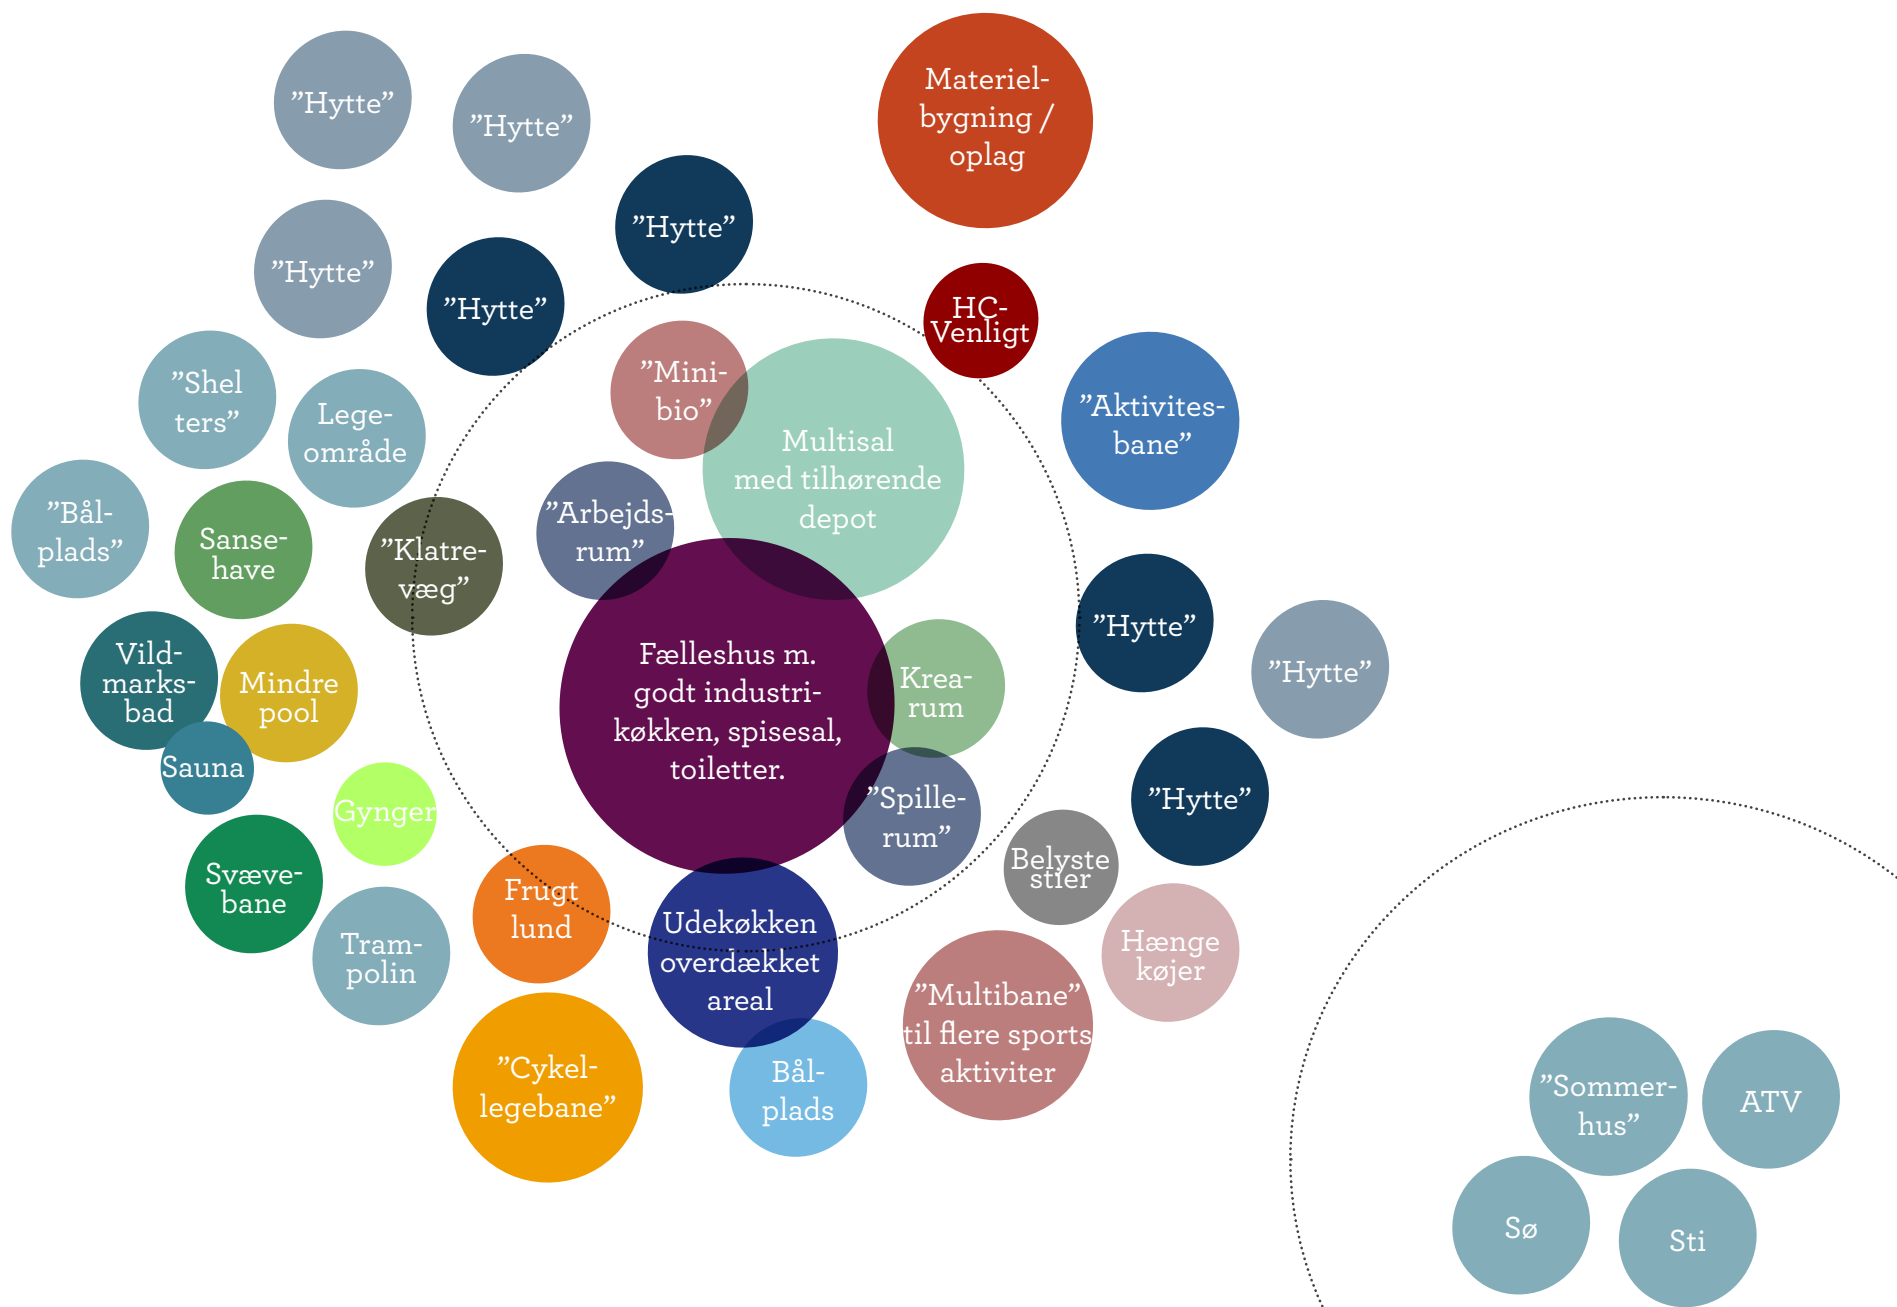 ”Hytte”
”Hytte”
Materiel-
bygning /
oplag
”Hytte”
”Hytte”
”Hytte”
HC-
Venligt
”Mini-
bio”
”Shel
ters”
Lege-
område
”Aktivites-
bane”
Multisal
med tilhørende
depot
”Bål-
plads”
Sanse-
have
”Klatre-
væg”
”Arbejds-
rum”
”Hytte”
”Hytte”
Vild-
marks-
bad
Mindre
pool
Fælleshus m.
godt industri-
køkken, spisesal,
toiletter.
Krea-
rum
Sauna
Gynger
”Spille-
rum”
”Hytte”
Belyste
stier
Svæve-
bane
Frugt
lund
Tram-
polin
Udekøkken
overdækket
areal
Hænge
køjer
”Multibane”
til flere sports
aktiviter
”Cykel-
legebane”
Bål-
plads
”Sommer-
hus”
ATV
Sø
Sti